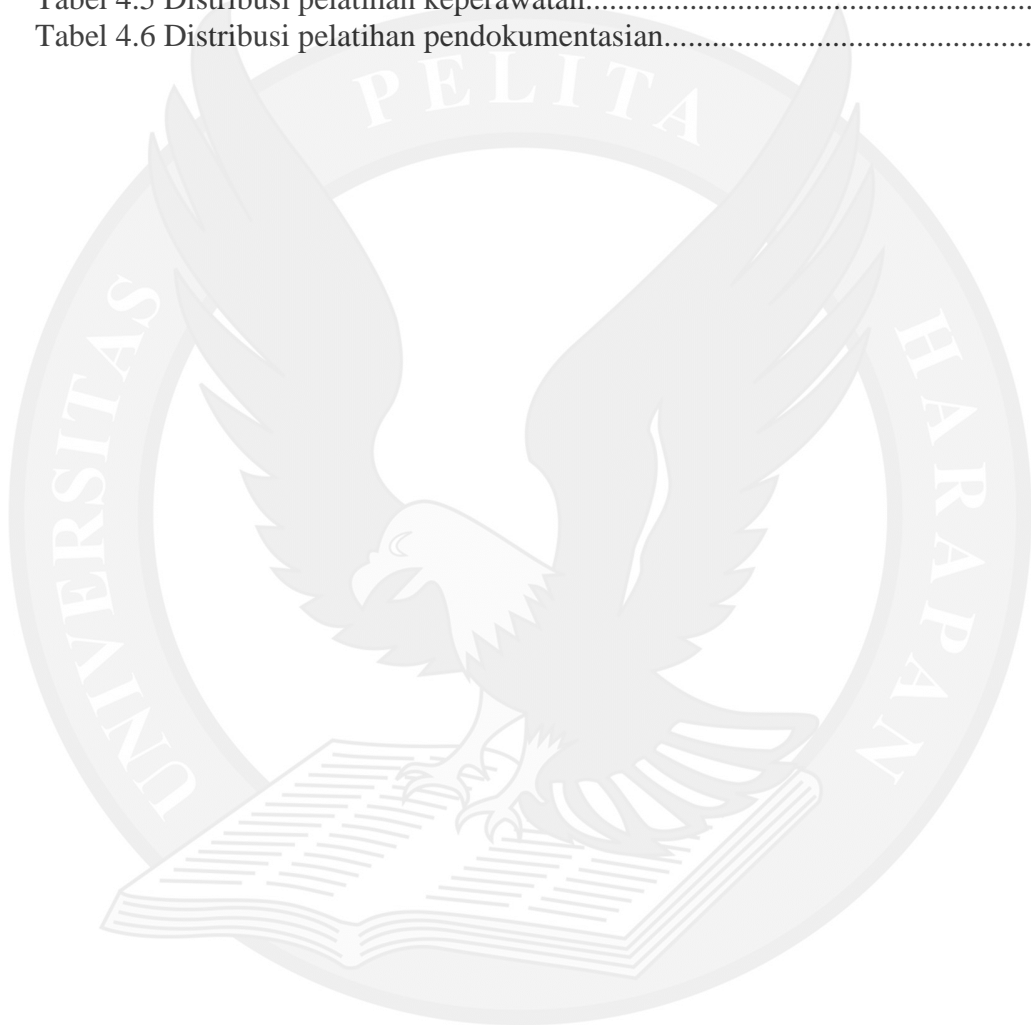 Tabel 4.5 Distribusi pelatihan keperawatan.......................................................
Tabel 4.6 Distribusi pelatihan pendokumentasian..............................................
UNIVERSITAS PELITA HARAPAN